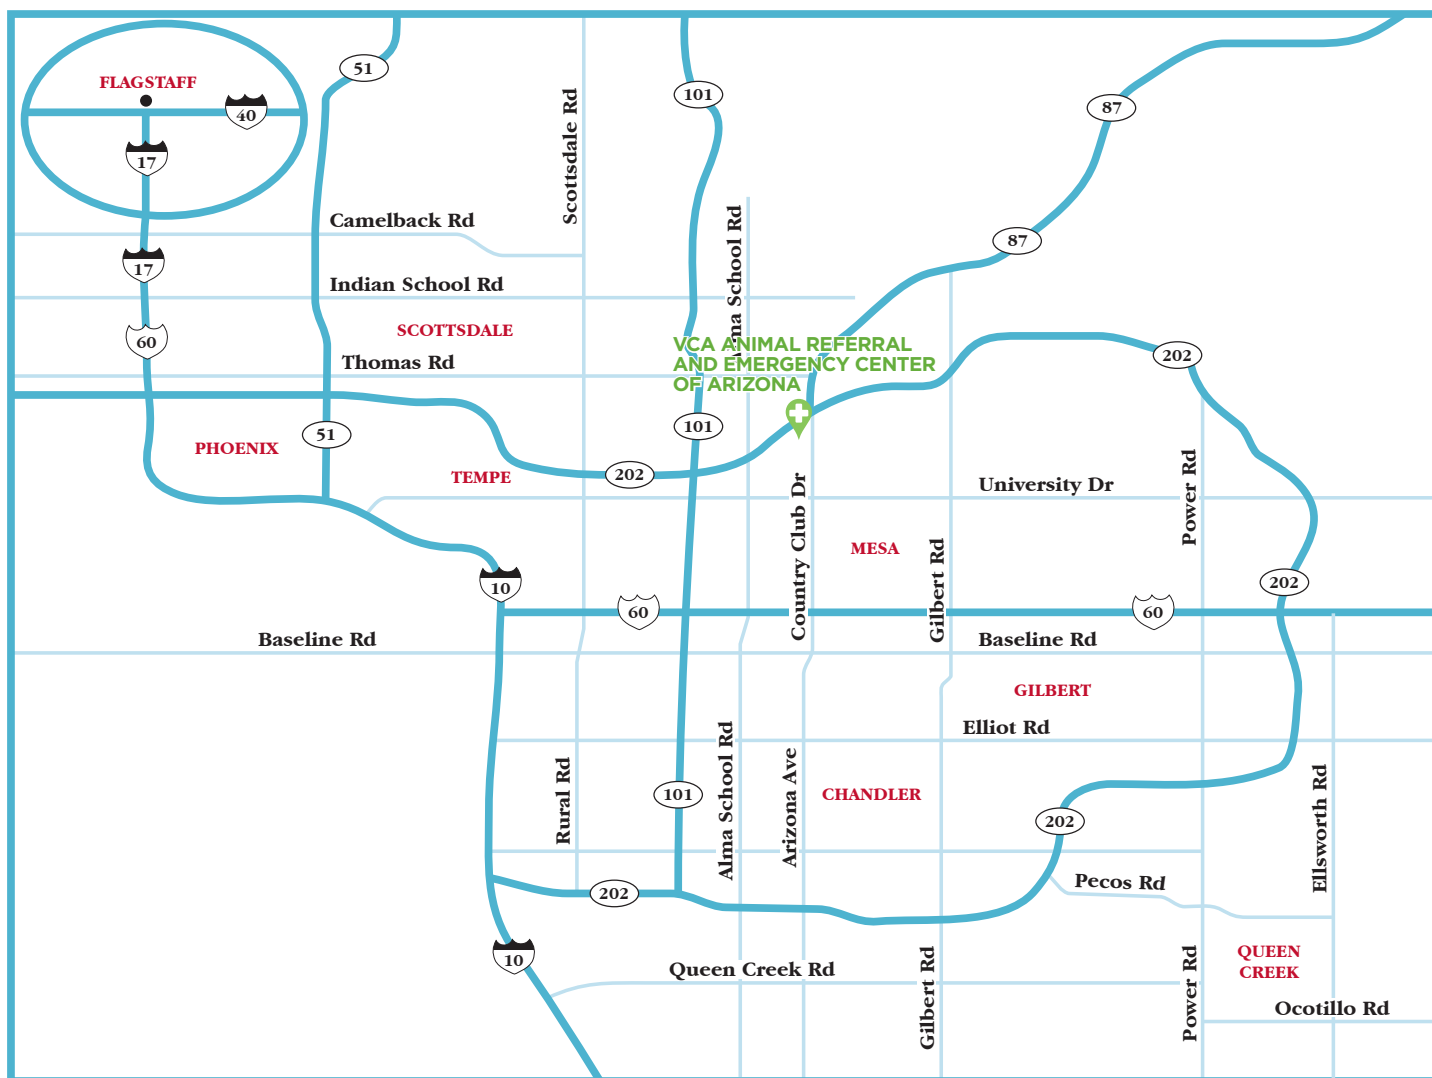 FLAGSTAFF
40
17
51
101
87
Scottsdale Rd
Camelback Rd
17
Alma School Rd
87
Indian School Rd
60
SCOTTSDALE
VCA ANIMAL REFERRAL
AND EMERGENCY CENTER
OF ARIZONA
Thomas Rd
202
51
101
PHOENIX
TEMPE
202
University Dr
Power Rd
Country Club Dr
MESA
Gilbert Rd
10
60
60
202
Baseline Rd
Baseline Rd
GILBERT
Elliot Rd
Rural Rd
101
Alma School Rd
Arizona Ave
CHANDLER
202
Ellsworth Rd
202
Pecos Rd
10
Queen Creek Rd
Gilbert Rd
Power Rd
QUEEN
CREEK
Ocotillo Rd